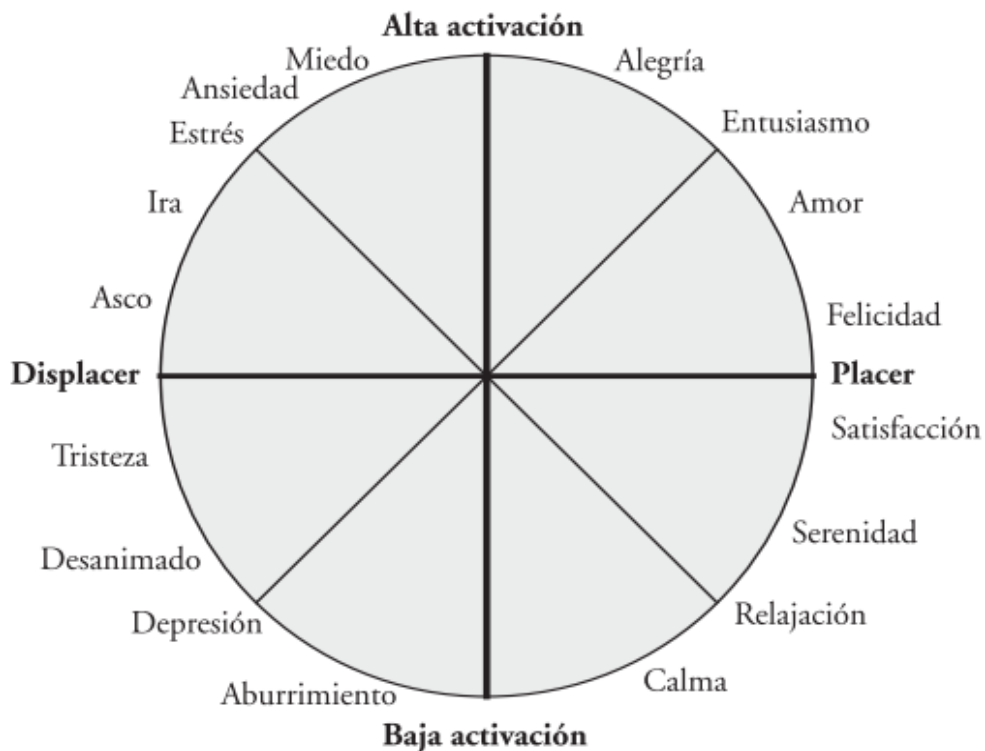 Alta activación
Miedo
Alegría
Ansiedad
Entusiasmo
Estrés
Ira
Amor
Asco
Felicidad
Displacer
Placer
Satisfacción
Tristeza
Serenidad
Desanimado
Relajación
Depresión
Calma
Aburrimiento
Baja activación